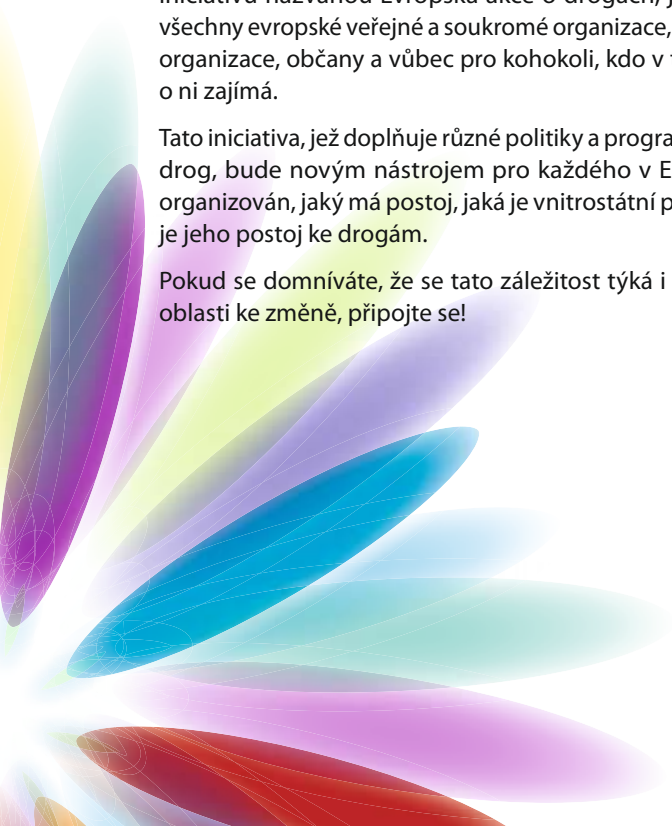 iniciativu nazvanou Evropská akce o drogách,
všechny evropské veřejné a soukromé organizace,
organizace, občany a vůbec pro kohokoli, kdo v
o ni zajímá.
Tato iniciativa, jež doplňuje různé politiky a
drog, bude novým nástrojem pro každého v
organizován, jaký má postoj, jaká je vnitrostátní
je jeho postoj ke drogám.
Pokud se domníváte, že se tato záležitost týká i
oblasti ke změně, připojte se!